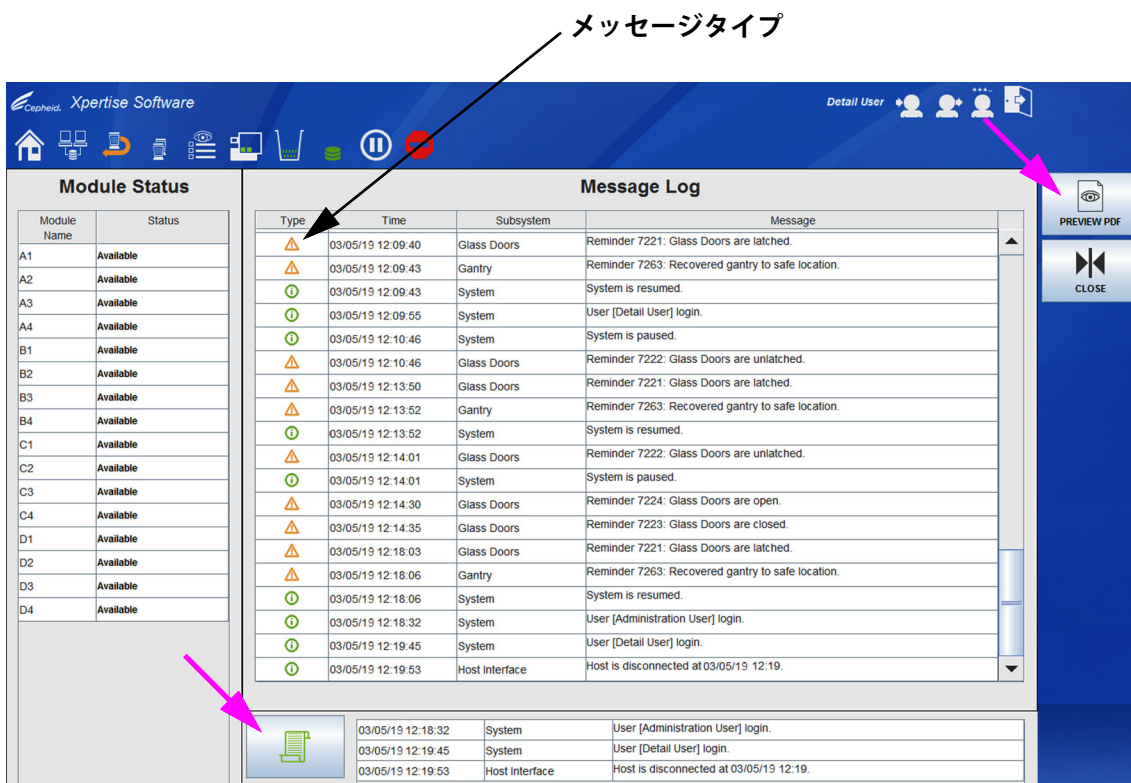 メッセージタイプ
Cepheid. Xpertise Software
Detail User
Module Status
Message Log
Module Name Status
A1 Available
A2 Available
A3 Available
A4 Available
B1 Available
B2 Available
B3 Available
B4 Available
C1 Available
C2 Available
C3 Available
C4 Available
D1 Available
D2 Available
D3 Available
D4 Available
Type Time Subsystem Message
03/05/19 12:09:40 Glass Doors Reminder 7221: Glass Doors are latched.
03/05/19 12:09:43 Gantry Reminder 7263: Recovered gantry to safe location.
03/05/19 12:09:43 System System is resumed.
03/05/19 12:09:55 System User [Detail User] login.
03/05/19 12:10:46 System System is paused.
03/05/19 12:10:46 Glass Doors Reminder 7222: Glass Doors are unlatched.
03/05/19 12:13:50 Glass Doors Reminder 7221: Glass Doors are latched.
03/05/19 12:13:52 Gantry Reminder 7263: Recovered gantry to safe location.
03/05/19 12:13:52 System System is resumed.
03/05/19 12:14:01 Glass Doors Reminder 7222: Glass Doors are unlatched.
03/05/19 12:14:01 System System is paused.
03/05/19 12:14:30 Glass Doors Reminder 7224: Glass Doors are open.
03/05/19 12:14:35 Glass Doors Reminder 7223: Glass Doors are closed.
03/05/19 12:18:03 Glass Doors Reminder 7221: Glass Doors are latched.
03/05/19 12:18:06 Gantry Reminder 7263: Recovered gantry to safe location.
03/05/19 12:18:06 System System is resumed.
03/05/19 12:18:32 System User [Administration User] login.
03/05/19 12:19:45 System User [Detail User] login.
03/05/19 12:19:53 Host Interface Host is disconnected at 03/05/19 12:19.
PREVIEW PDF
CLOSE
03/05/19 12:18:32 System User [Administration User] login.
03/05/19 12:19:45 System User [Detail User] login.
03/05/19 12:19:53 Host Interface Host is disconnected at 03/05/19 12:19.